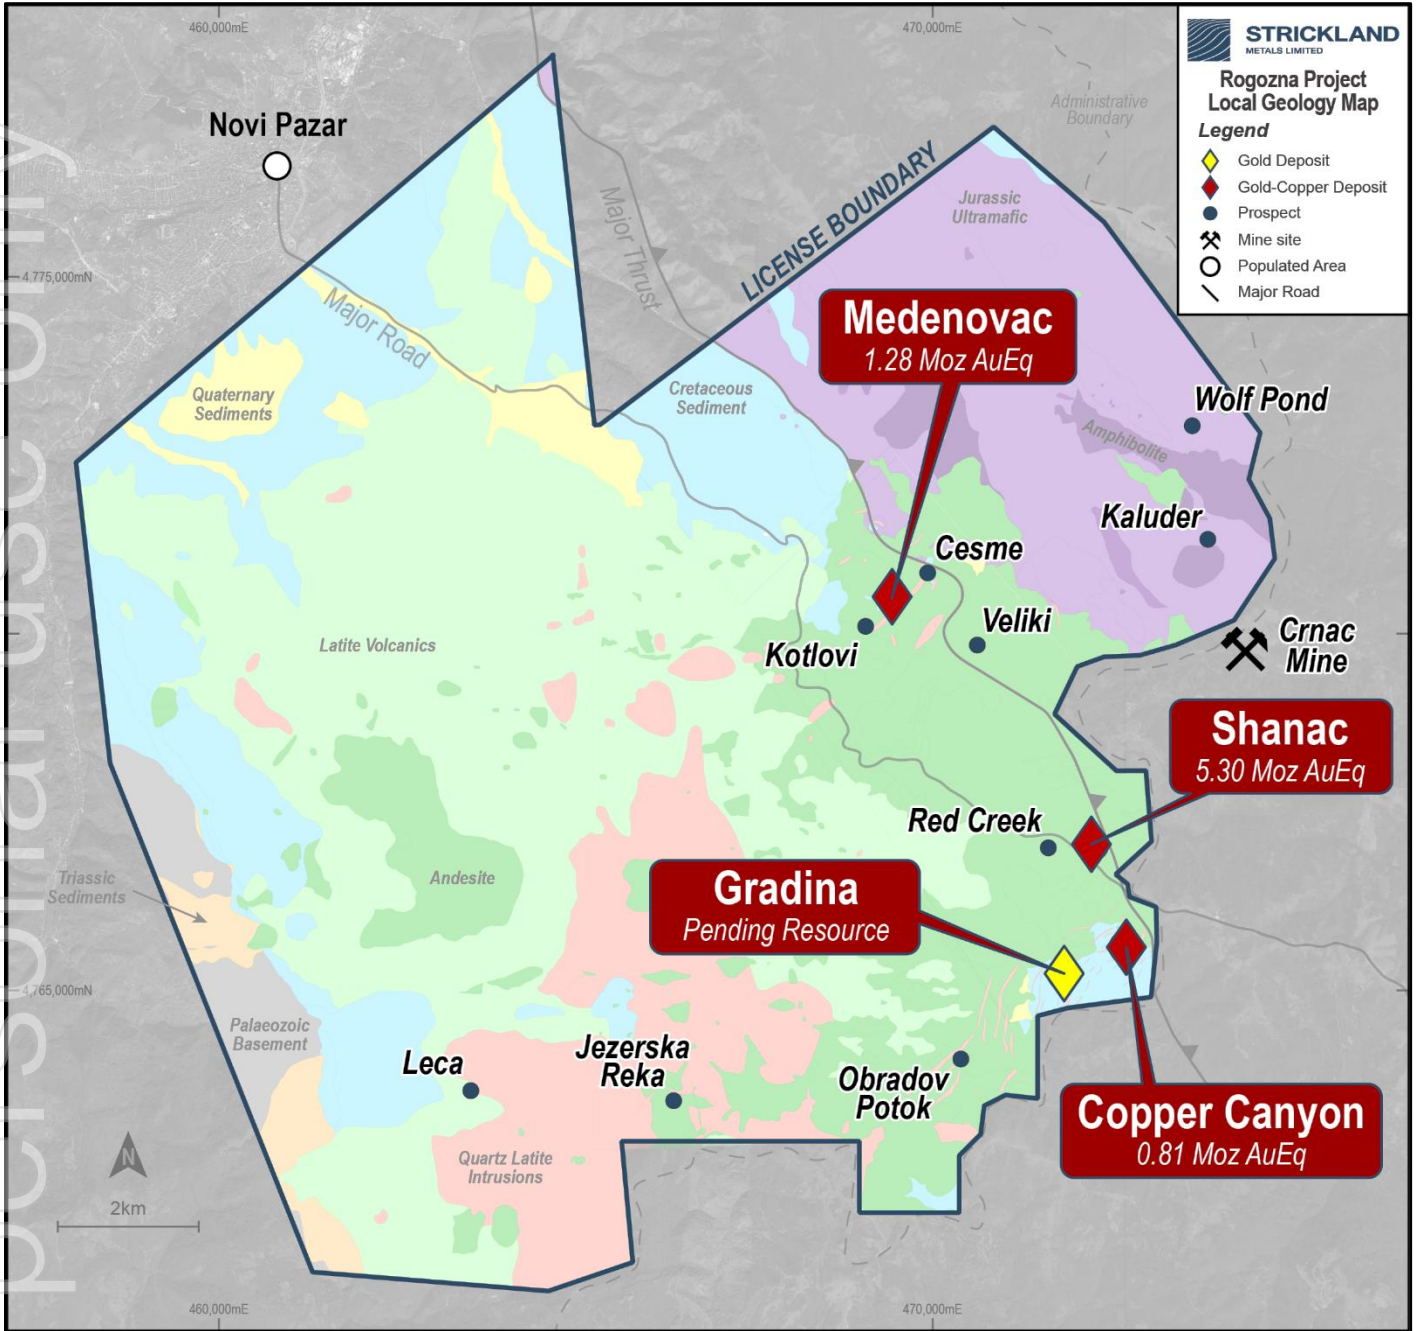 460,000mE
470,000mE
STRICKLAND
METALS LIMITED
Rogozna Project
Local Geology Map
Legend
Gold Deposit
Gold-Copper Deposit
Prospect
Mine site
Populated Area
Major Road
Administrative
Boundary
Novi Pazar
LICENSE BOUNDARY
Jurassic
Ultramafic
Major Thrust
4,775,000mN
Major Road
Medenovac
1.28 Moz AuEq
Quaternary
Sediments
Cretaceous
Sediment
Wolf Pond
Amphibolite
Kaluder
Cesme
Veliki
Kotlovi
Crnac
Mine
Latite Volcanics
Shanac
5.30 Moz AuEq
Red Creek
Andesite
Triassic
Sediments
Gradina
Pending Resource
4,765,000mN
Palaeozoic
Basement
Leca
Jezerska
Reka
Obradov
Potok
Copper Canyon
0.81 Moz AuEq
Quartz Latite
Intrusions
N
2km
460,000mE
470,000mE
personal use only